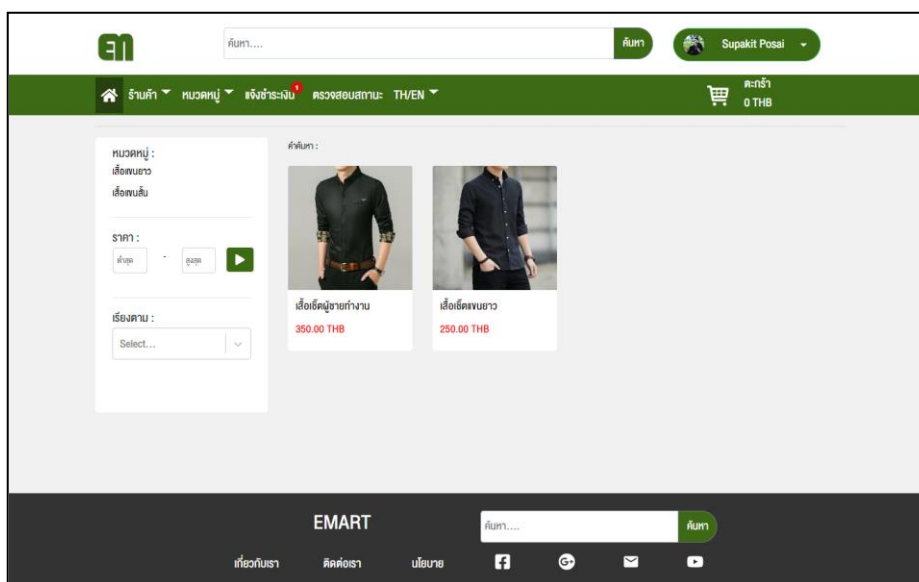 en
ค้นหา....
ค้นหา
Supakit Posai
ร้านค้า
หมวดหมู่
แจ้งชำระเงิน
1
ตรวจสอบสถานะ
TH/EN
ตะกร้า
0 THB
หมวดหมู่ :
เสื้อแขนยาว
เสื้อแขนสั้น
ราคา :
ต่ำสุด
-
สูงสุด
เรียงตาม :
Select...
คำค้นหา :
เสื้อเชิ้ตผู้ชายทำงาน
350.00 THB
เสื้อเชิ้ตแขนยาว
250.00 THB
EMART
ค้นหา....
ค้นหา
เกี่ยวกับเรา
ติดต่อเรา
นโยบาย
G+